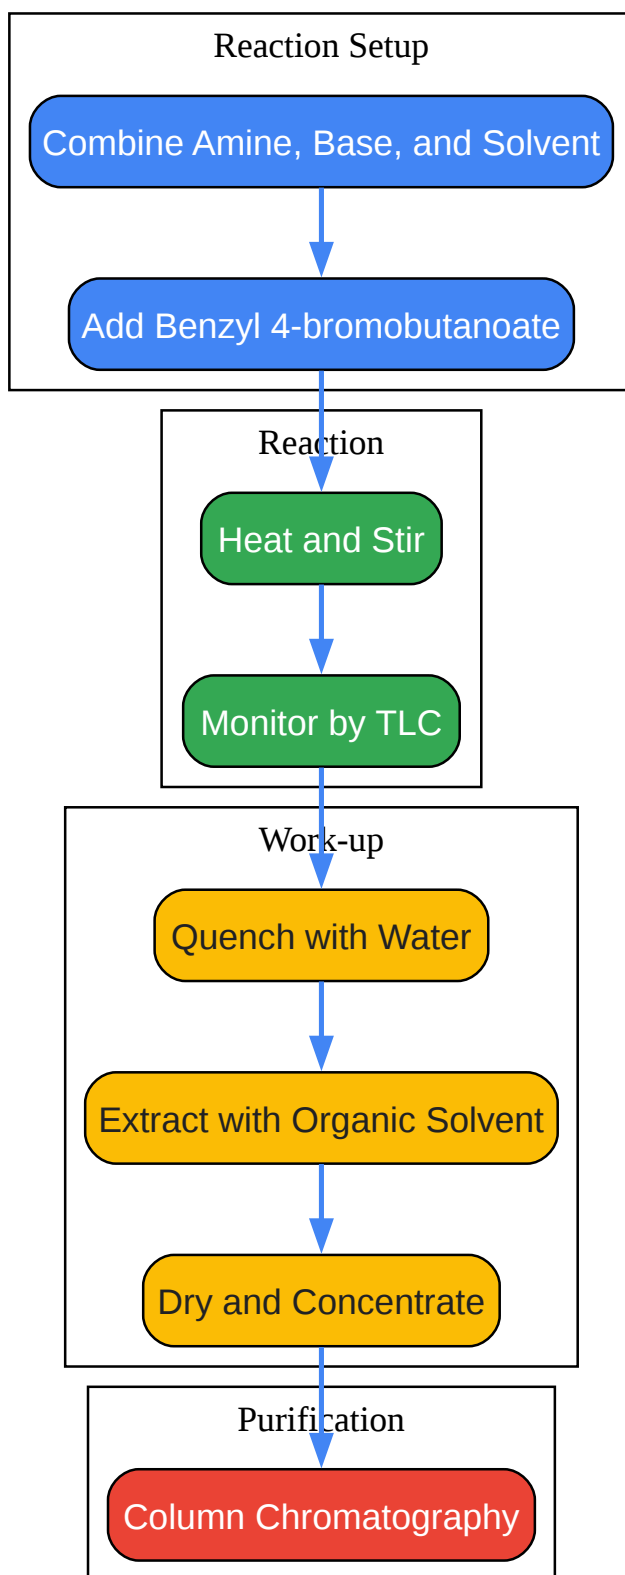 Reaction Setup
Combine Amine, Base, and Solvent
Add Benzyl 4-bromobutanoate
Reaction
Heat and Stir
Monitor by TLC
Work-up
Quench with Water
Extract with Organic Solvent
Dry and Concentrate
Purification
Column Chromatography